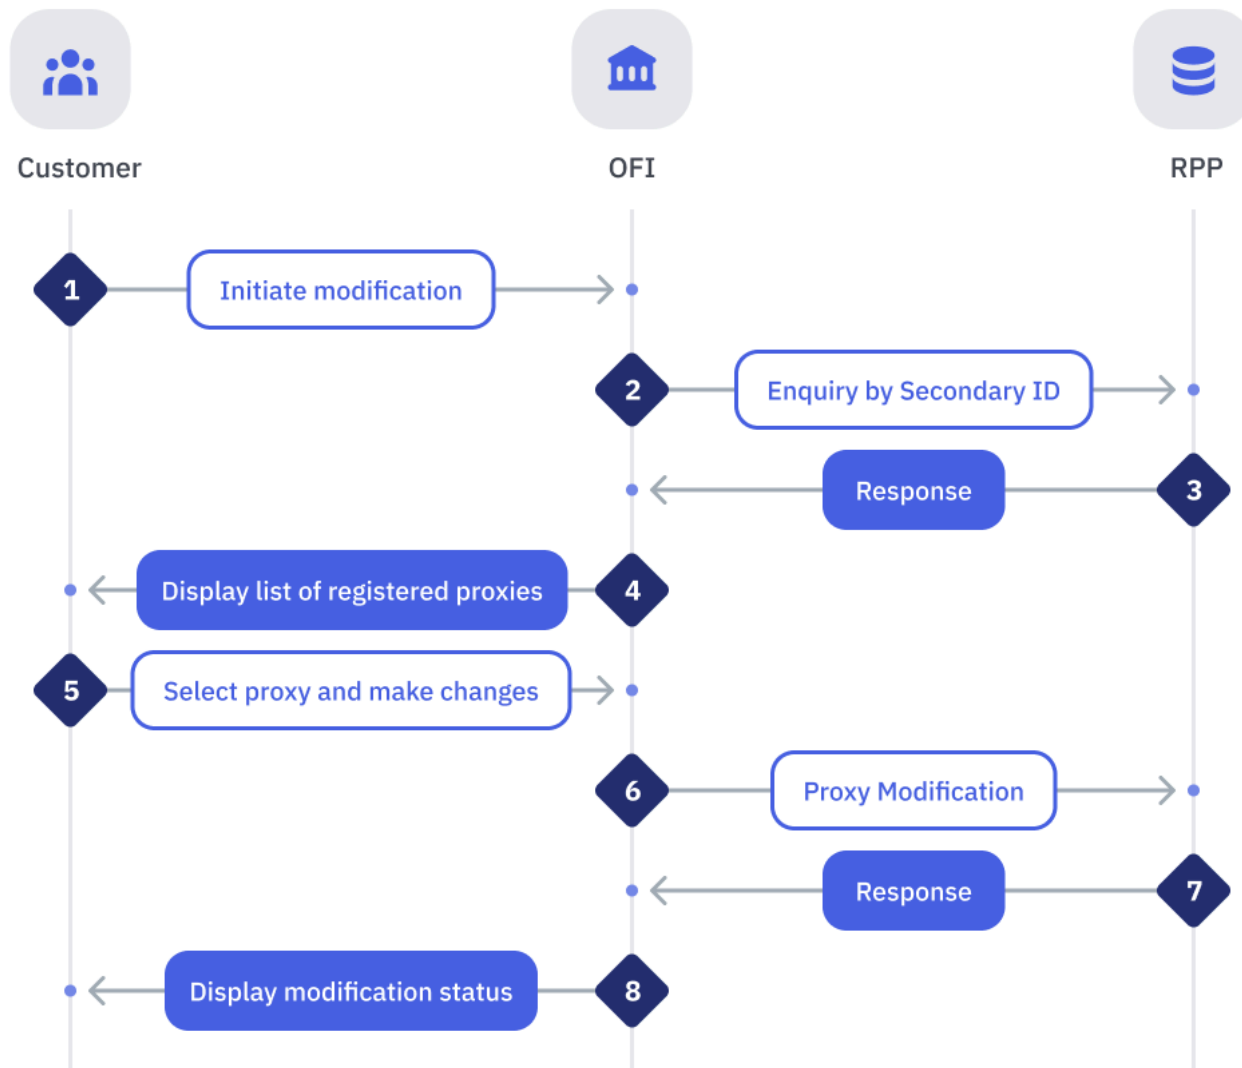 Customer
OFI
RPP
1
Initiate modification
2
Enquiry by Secondary ID
Response
3
Display list of registered proxies
4
5
Select proxy and make changes
6
Proxy Modification
Response
7
Display modification status
8